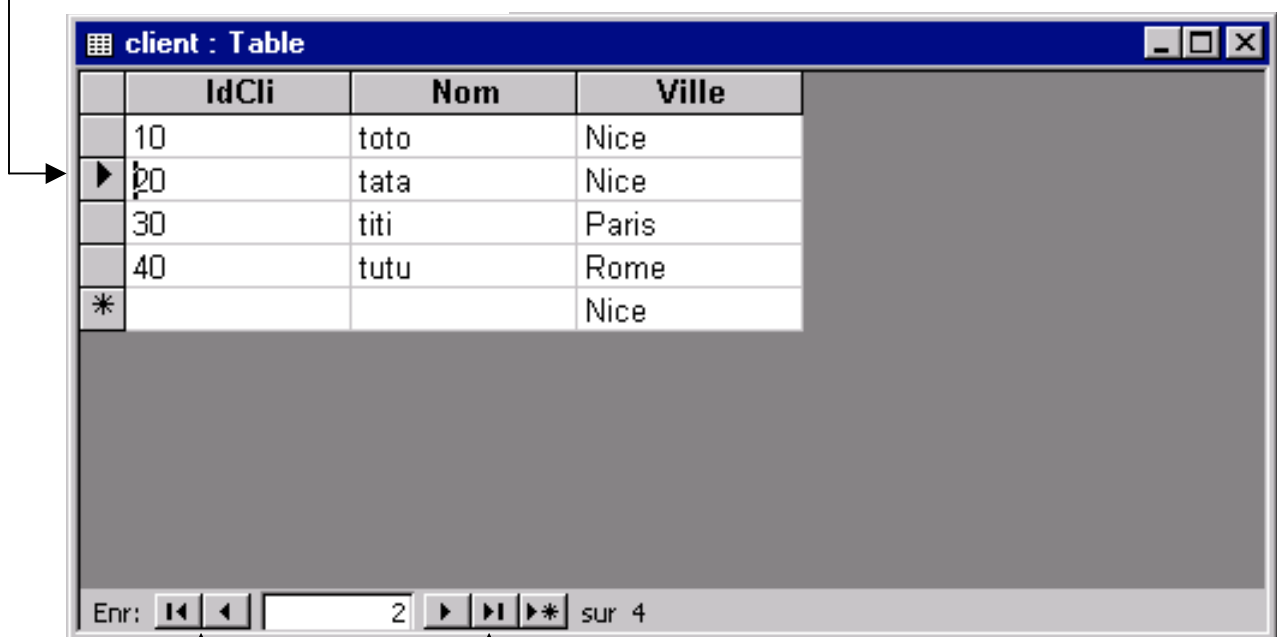 client : Table
IdCli Nom Ville
10 toto Nice
20 tata Nice
30 titi Paris
40 tutu Rome
* Nice
Enr: 2 sur 4